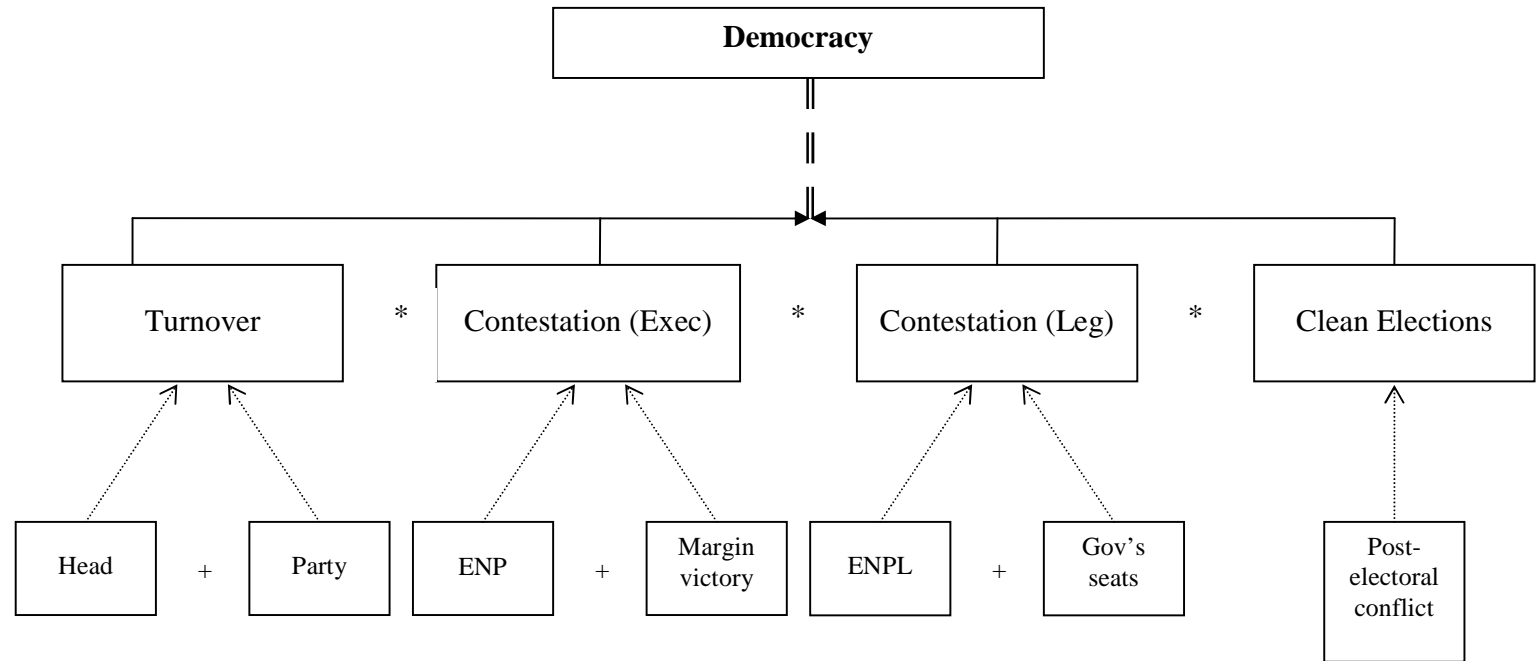 Democracy
Turnover * Contestation (Exec) * Contestation (Leg) * Clean Elections
Head + Party ENP + Margin
victory ENPL + Gov's
seats Post-
electoral
conflict